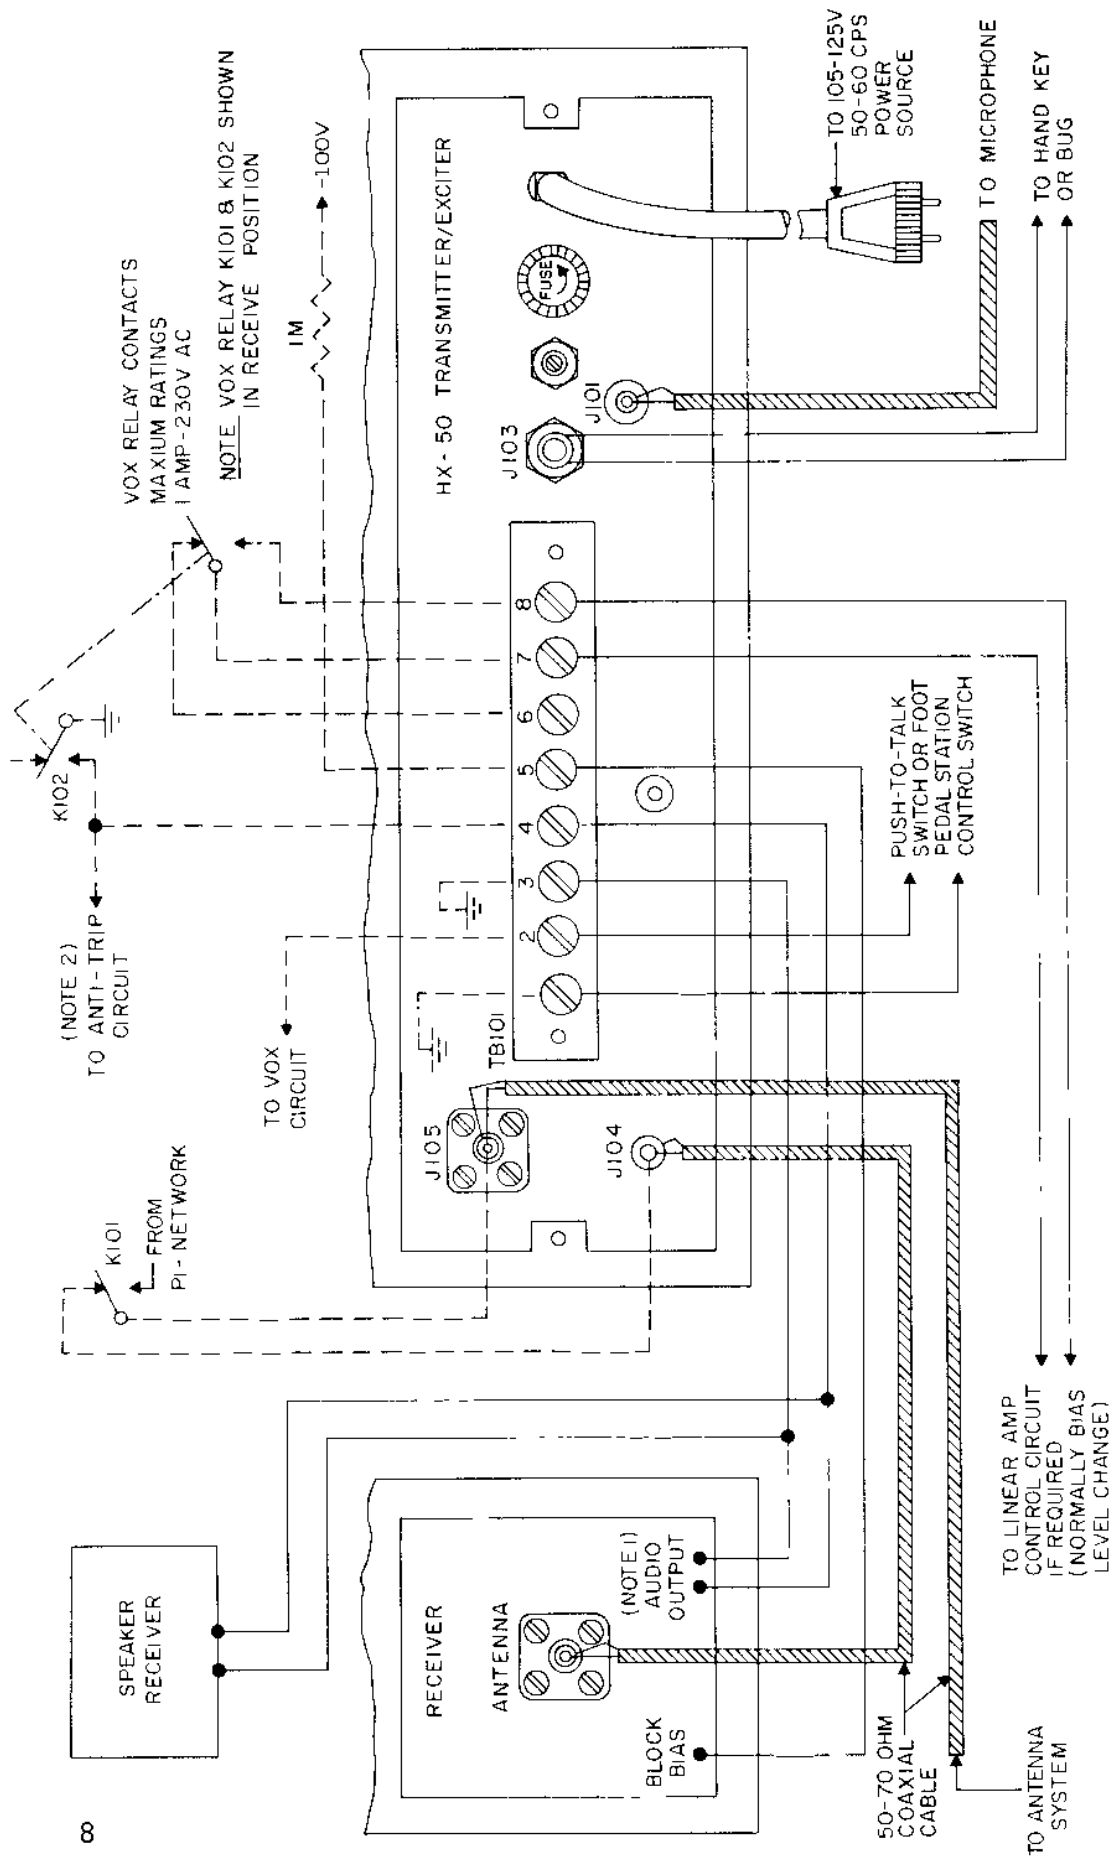 8
SPEAKER
RECEIVER
RECEIVER
ANTENNA
(NOTE 1)
AUDIO
OUTPUT
BLOCK
BIAS
50-70 OHM
COAXIAL
CABLE
TO ANTENNA
SYSTEM
TO LINEAR AMP
CONTROL CIRCUIT
IF REQUIRED
(NORMALLY BIAS
LEVEL CHANGE)
K101
FROM
PI-NETWORK
TO VOX
CIRCUIT
(NOTE 2)
TO ANTI-TRIP
CIRCUIT
K102
VOX RELAY CONTACTS
MAXIUM RATINGS
1 AMP-230V AC
NOTE VOX RELAY K101 & K102 SHOWN
IN RECEIVE POSITION
1M
-100V
HX-50 TRANSMITTER/EXCITER
J105
J104
TB101
2
3
4
5
6
7
8
J103
J101
FUSE
PUSH-TO-TALK
SWITCH OR FOOT
PEDAL STATION
CONTROL SWITCH
TO 105-125V
50-60 CPS
POWER
SOURCE
TO MICROPHONE
TO HAND KEY
OR BUG